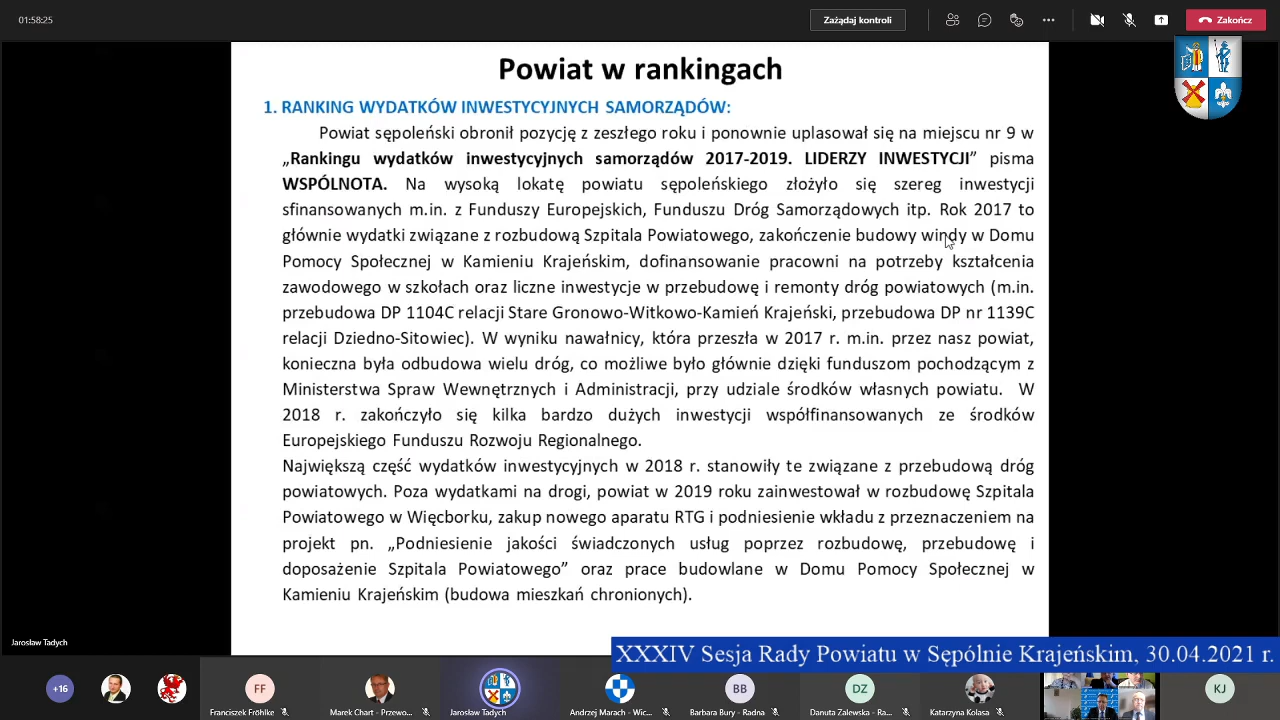 01:58:25
Zażądaj kontroli
Zakończ
Powiat w rankingach
1. RANKING WYDATKÓW INWESTYCYJNYCH SAMORZĄDÓW:
Powiat sępoleński obronił pozycję z zeszłego roku i ponownie uplasował się na miejscu nr 9 w
„Rankingu wydatków inwestycyjnych samorządów 2017-2019. LIDERZY INWESTYCJI” pisma
WSPÓLNOTA. Na wysoką lokatę powiatu sępoleńskiego złożyło się szereg inwestycji
sfinansowanych m.in. z Funduszy Europejskich, Funduszu Dróg Samorządowych itp. Rok 2017 to
głównie wydatki związane z rozbudową Szpitala Powiatowego, zakończenie budowy windy w Domu
Pomocy Społecznej w Kamieniu Krajeńskim, dofinansowanie pracowni na potrzeby kształcenia
zawodowego w szkołach oraz liczne inwestycje w przebudowę i remonty dróg powiatowych (m.in.
przebudowa DP 1104C relacji Stare Gronowo-Witkowo-Kamień Krajeński, przebudowa DP nr 1139C
relacji Dziedno-Sitowiec). W wyniku nawałnicy, która przeszła w 2017 r. m.in. przez nasz powiat,
konieczna była odbudowa wielu dróg, co możliwe było głównie dzięki funduszom pochodzącym z
Ministerstwa Spraw Wewnętrznych i Administracji, przy udziale środków własnych powiatu. W
2018 r. zakończyło się kilka bardzo dużych inwestycji współfinansowanych ze środków
Europejskiego Funduszu Rozwoju Regionalnego.
Największą część wydatków inwestycyjnych w 2018 r. stanowiły te związane z przebudową dróg
powiatowych. Poza wydatkami na drogi, powiat w 2019 roku zainwestował w rozbudowę Szpitala
Powiatowego w Więcborku, zakup nowego aparatu RTG i podniesienie wkładu z przeznaczeniem na
projekt pn. „Podniesienie jakości świadczonych usług poprzez rozbudowę, przebudowę i
doposażenie Szpitala Powiatowego” oraz prace budowlane w Domu Pomocy Społecznej w
Kamieniu Krajeńskim (budowa mieszkań chronionych).
Jarosław Tadych
XXXIV Sesja Rady Powiatu w Sępólnie Krajeńskim, 30.04.2021 r.
+16
FF
BB
DZ
KJ
Franciszek Fröhlke
Marek Chart - Przewo...
Jarosław Tadych
Andrzej Marach - Wic...
Barbara Bury - Radna
Danuta Zalewska - Ra...
Katarzyna Kolasa